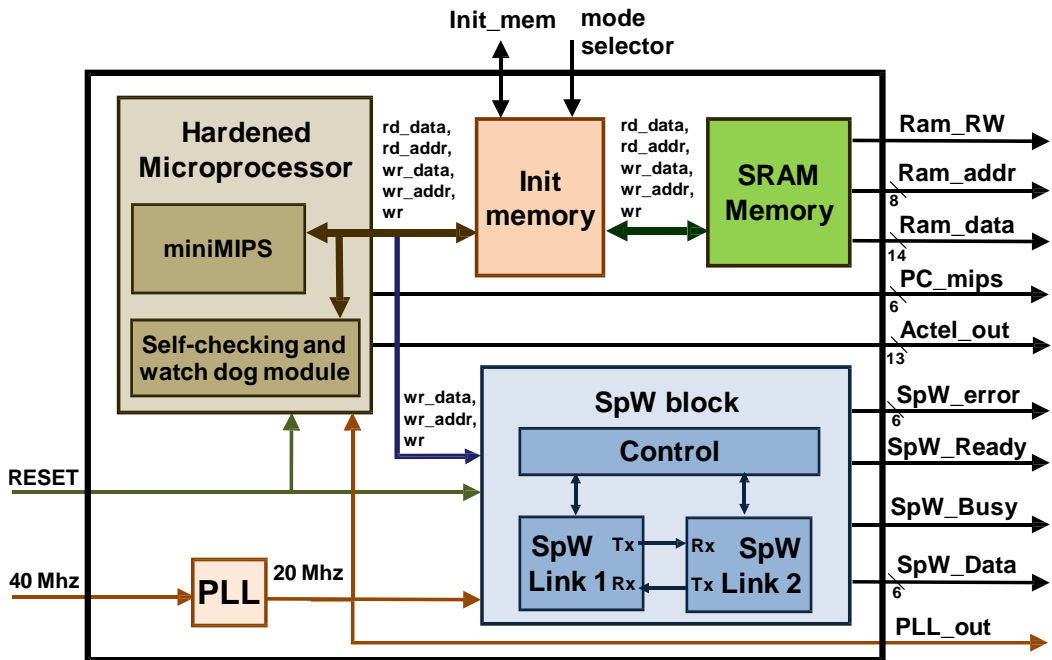 Init_mem
mode
selector
Hardened
Microprocessor
miniMIPS
Self-checking and
watch dog module
rd_data,
rd_addr,
wr_data,
wr_addr,
wr
Init
memory
rd_data,
rd_addr,
wr_data,
wr_addr,
wr
SRAM
Memory
Ram_RW
Ram_addr
8
Ram_data
14
PC_mips
6
Actel_out
13
wr_data,
wr_addr,
wr
SpW block
Control
SpW
Link 1
Tx
Rx
Rx
Tx
SpW
Link 2
SpW_error
6
SpW_Ready
SpW_Busy
SpW_Data
6
PLL_out
RESET
40 Mhz
PLL
20 Mhz